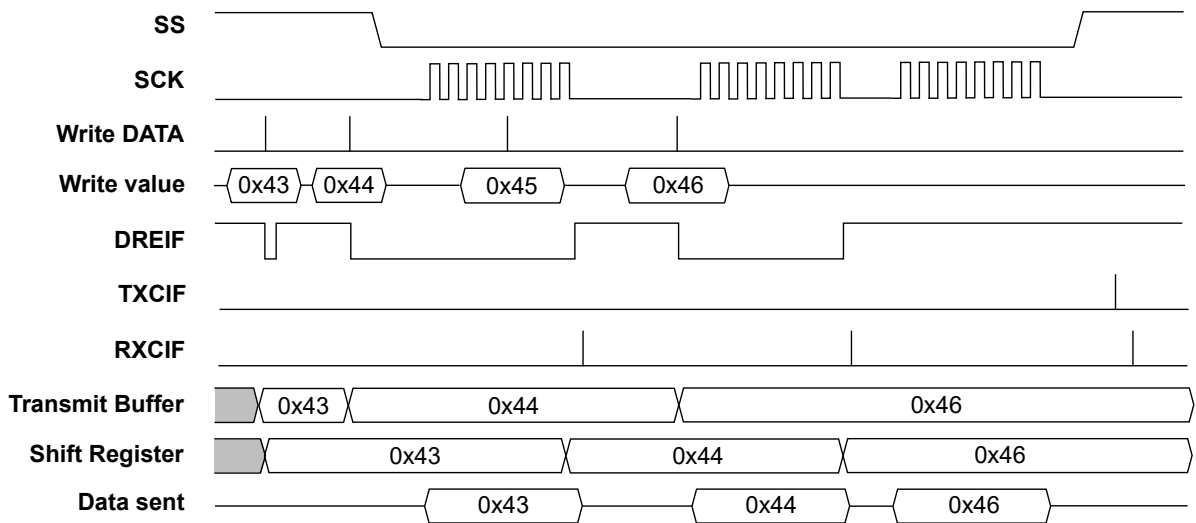 SS
SCK
Write DATA
Write value 0x43 0x44 0x45 0x46
DREIF
TXCIF
RXCIF
Transmit Buffer 0x43 0x44 0x46
Shift Register 0x43 0x44 0x46
Data sent 0x43 0x44 0x46